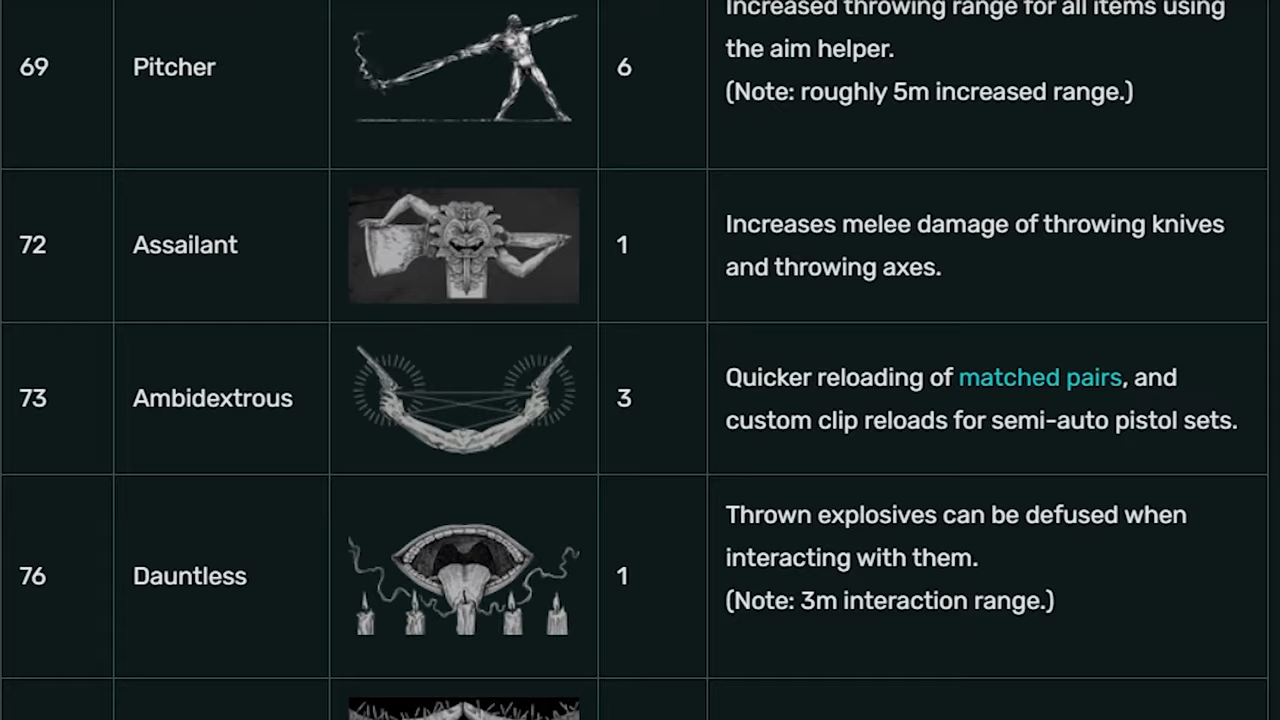 Increased throwing range for all items using
69 Pitcher 6 the aim helper.
(Note: roughly 5m increased range.)
72 Assailant 1 Increases melee damage of throwing knives
and throwing axes.
73 Ambidextrous 3 Quicker reloading of matched pairs, and
custom clip reloads for semi-auto pistol sets.
Thrown explosives can be defused when
76 Dauntless 1 interacting with them.
(Note: 3m interaction range.)